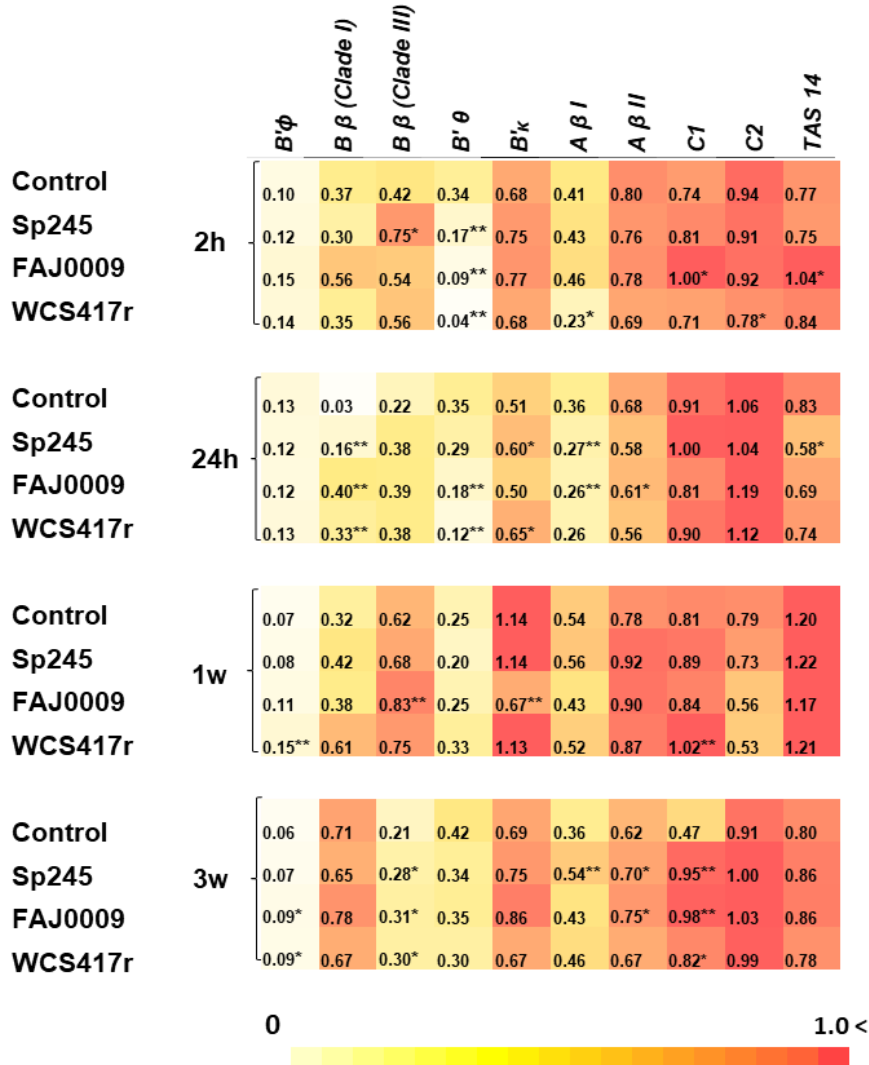 B'ϕ B β (Clade I) B β (Clade III) B' θ B'κ A β I A β II C1 C2 TAS 14
Control 0.10 0.37 0.42 0.34 0.68 0.41 0.80 0.74 0.94 0.77
Sp245 0.12 0.30 0.75* 0.17** 0.75 0.43 0.76 0.81 0.91 0.75
2h
FAJ0009 0.15 0.56 0.54 0.09** 0.77 0.46 0.78 1.00* 0.92 1.04*
WCS417r 0.14 0.35 0.56 0.04** 0.68 0.23* 0.69 0.71 0.78* 0.84
Control 0.13 0.03 0.22 0.35 0.51 0.36 0.68 0.91 1.06 0.83
Sp245 0.12 0.16** 0.38 0.29 0.60* 0.27** 0.58 1.00 1.04 0.58*
24h
FAJ0009 0.12 0.40** 0.39 0.18** 0.50 0.26** 0.61* 0.81 1.19 0.69
WCS417r 0.13 0.33** 0.38 0.12** 0.65* 0.26 0.56 0.90 1.12 0.74
Control 0.07 0.32 0.62 0.25 1.14 0.54 0.78 0.81 0.79 1.20
Sp245 0.08 0.42 0.68 0.20 1.14 0.56 0.92 0.89 0.73 1.22
1w
FAJ0009 0.11 0.38 0.83** 0.25 0.67** 0.43 0.90 0.84 0.56 1.17
WCS417r 0.15** 0.61 0.75 0.33 1.13 0.52 0.87 1.02** 0.53 1.21
Control 0.06 0.71 0.21 0.42 0.69 0.36 0.62 0.47 0.91 0.80
Sp245 0.07 0.65 0.28* 0.34 0.75 0.54** 0.70* 0.95** 1.00 0.86
3w
FAJ0009 0.09* 0.78 0.31* 0.35 0.86 0.43 0.75* 0.98** 1.03 0.86
WCS417r 0.09* 0.67 0.30* 0.30 0.67 0.46 0.67 0.82* 0.99 0.78
0 1.0 <